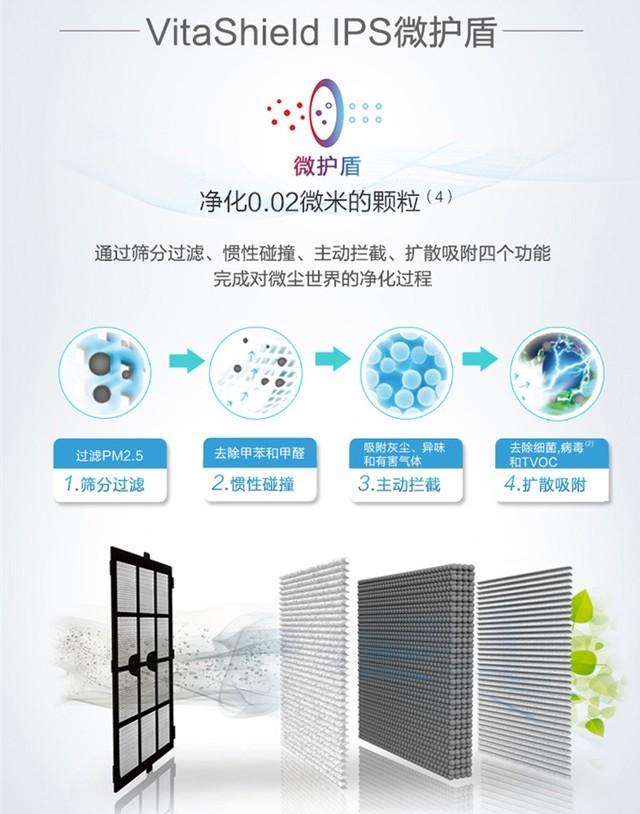 VitaShield IPS微护盾
微护盾
净化0.02微米的颗粒(4)
通过筛分过滤、惯性碰撞、主动拦截、扩散吸附四个功能
完成对微尘世界的净化过程
过滤PM2.5
1.筛分过滤
去除甲苯和甲醛
2.惯性碰撞
吸附灰尘、异味
和有害气体
3.主动拦截
去除细菌,病毒(2)
和TVOC
4.扩散吸附